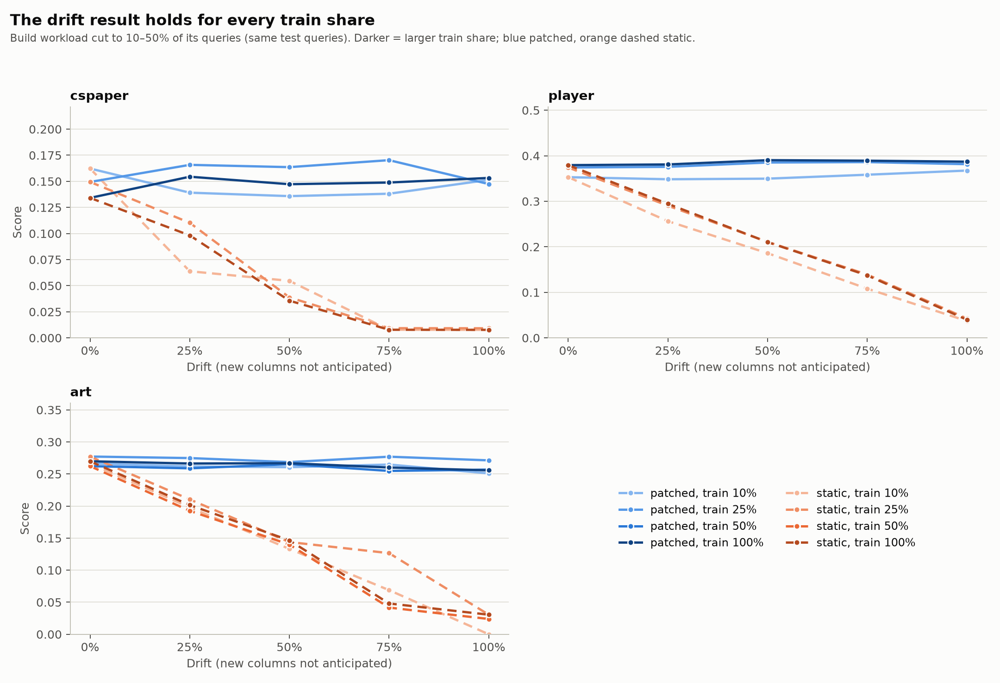 The drift result holds for every train share
Build workload cut to 10–50% of its queries (same test queries). Darker = larger train share; blue patched, orange dashed static.
cspaper
0.200
0.175
0.150
0.125
0.100
0.075
0.050
0.025
0.000
Score
0% 25% 50% 75% 100%
Drift (new columns not anticipated)
player
0.5
0.4
0.3
0.2
0.1
0.0
0% 25% 50% 75% 100%
Drift (new columns not anticipated)
art
0.35
0.30
0.25
0.20
0.15
0.10
0.05
0.00
Score
0% 25% 50% 75% 100%
Drift (new columns not anticipated)
patched, train 10% static, train 10%
patched, train 25% static, train 25%
patched, train 50% static, train 50%
patched, train 100% static, train 100%